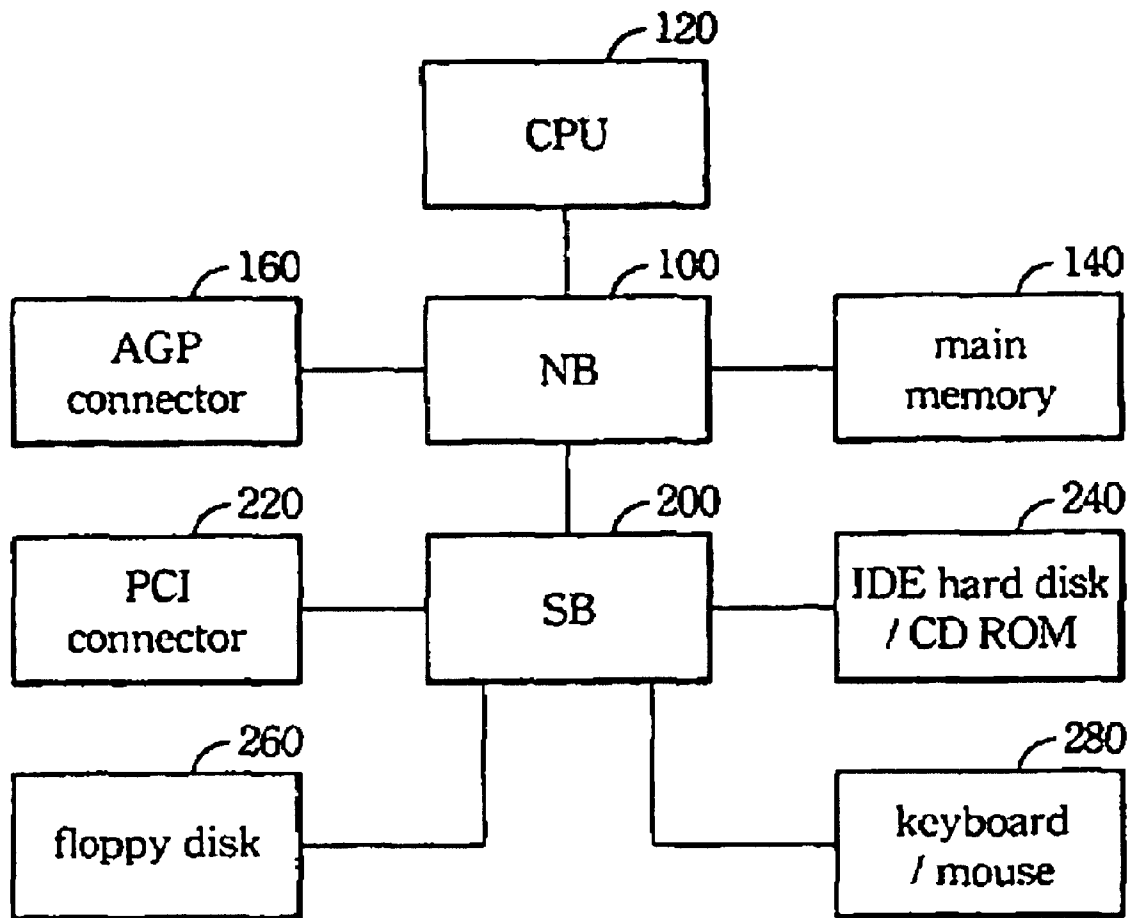 120
CPU
160
100
140
AGP
connector
NB
main
memory
220
200
240
PCI
connector
SB
IDE hard disk
/ CD ROM
260
280
floppy disk
keyboard
/ mouse